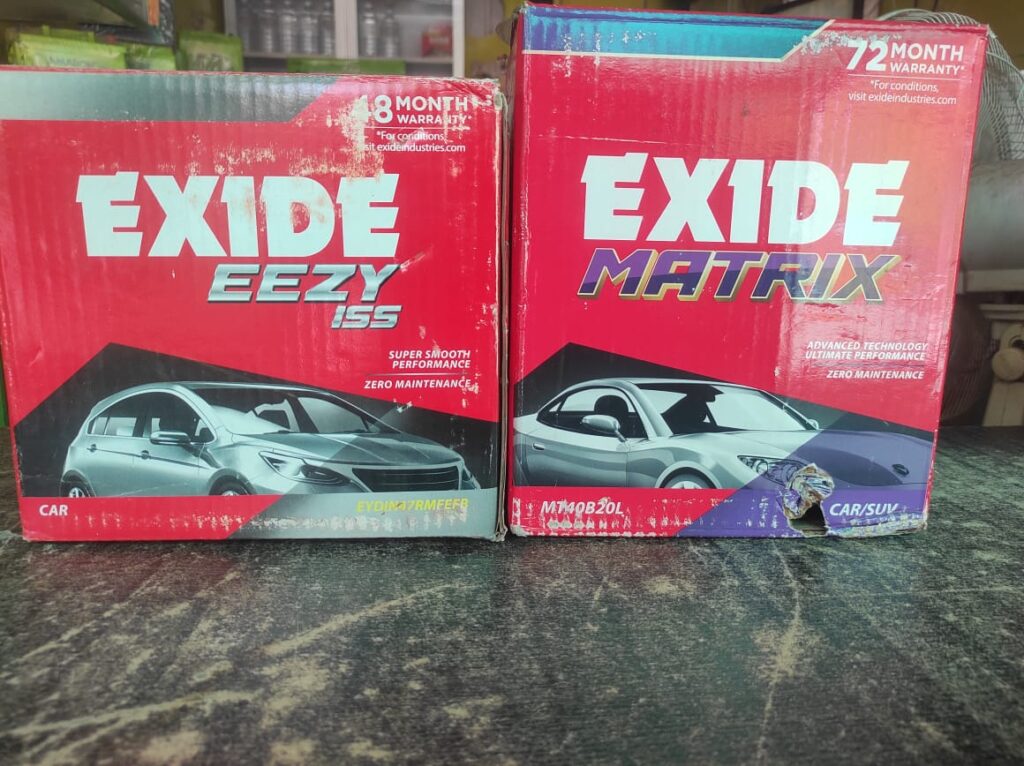 48 MONTH
WARRANTY*
*For conditions,
visit exideindustries.com
EXIDE
EEZY
ISS
SUPER SMOOTH
PERFORMANCE
ZERO MAINTENANCE
CAR
72 MONTH
WARRANTY*
*For conditions,
visit exideindustries.com
EXIDE
MATRIX
ADVANCED TECHNOLOGY
ULTIMATE PERFORMANCE
ZERO MAINTENANCE
MT40B20L
CAR/SUV